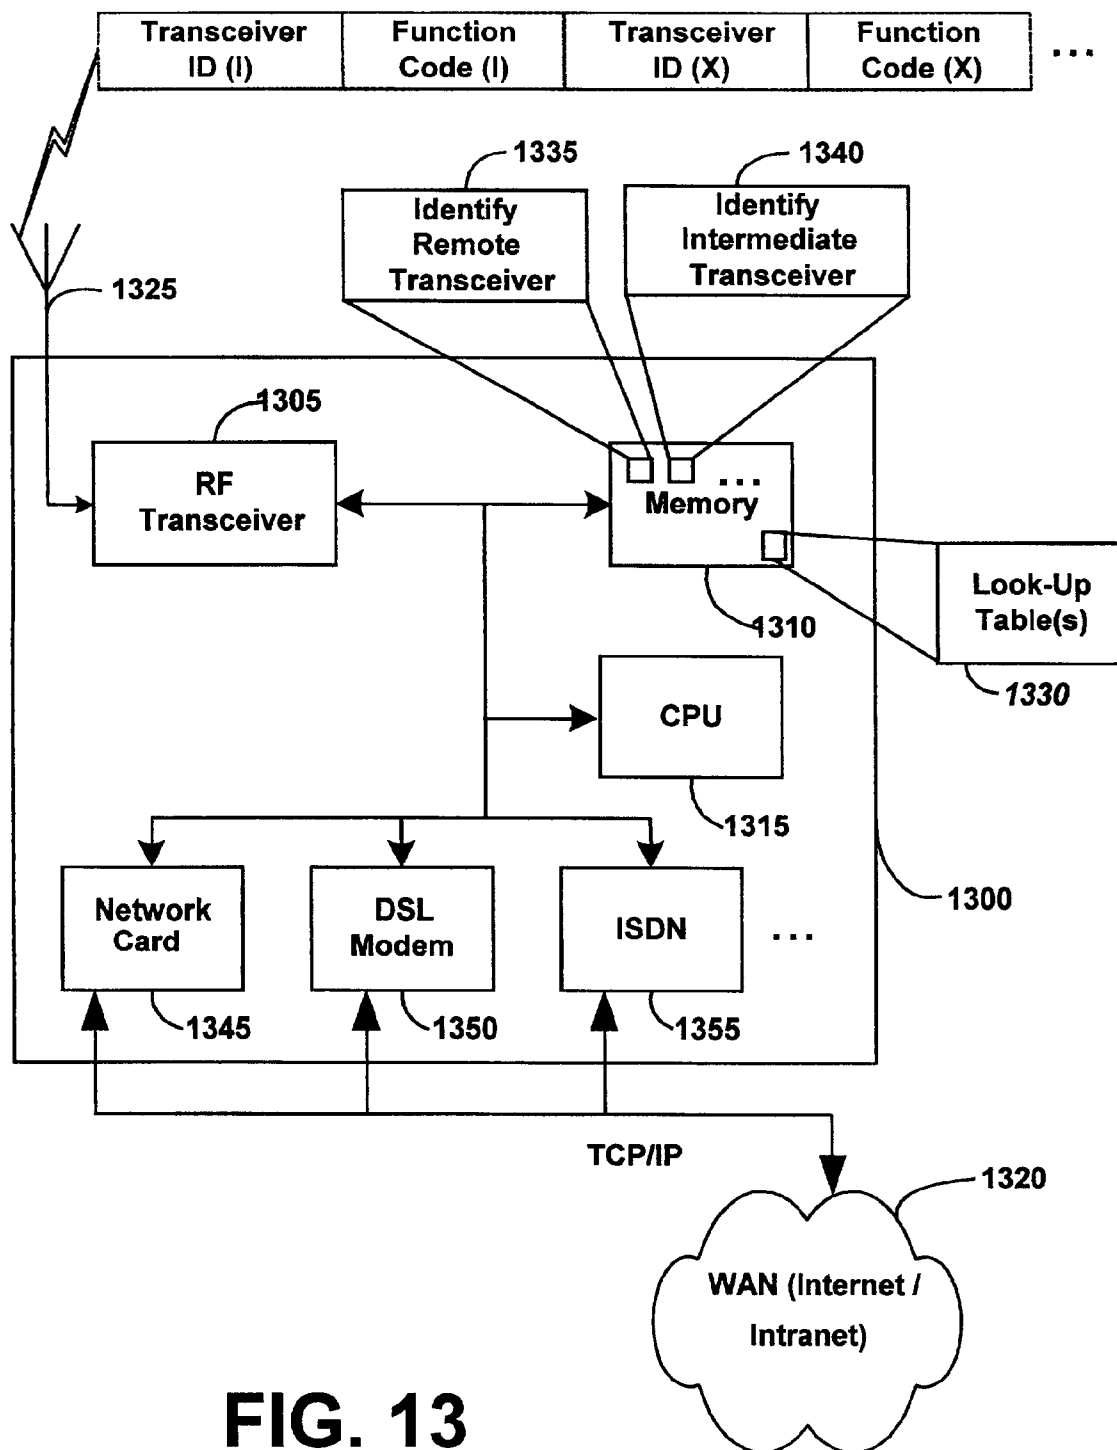 Transceiver ID (I)
Function Code (I)
Transceiver ID (X)
Function Code (X)
...
1335
1340
Identify
Remote
Transceiver
Identify
Intermediate
Transceiver
1325
1305
RF
Transceiver
...
Memory
1310
Look-Up
Table(s)
1330
CPU
1315
1300
Network
Card
DSL
Modem
ISDN
...
1345
1350
1355
TCP/IP
1320
WAN (Internet /
Intranet)
FIG. 13